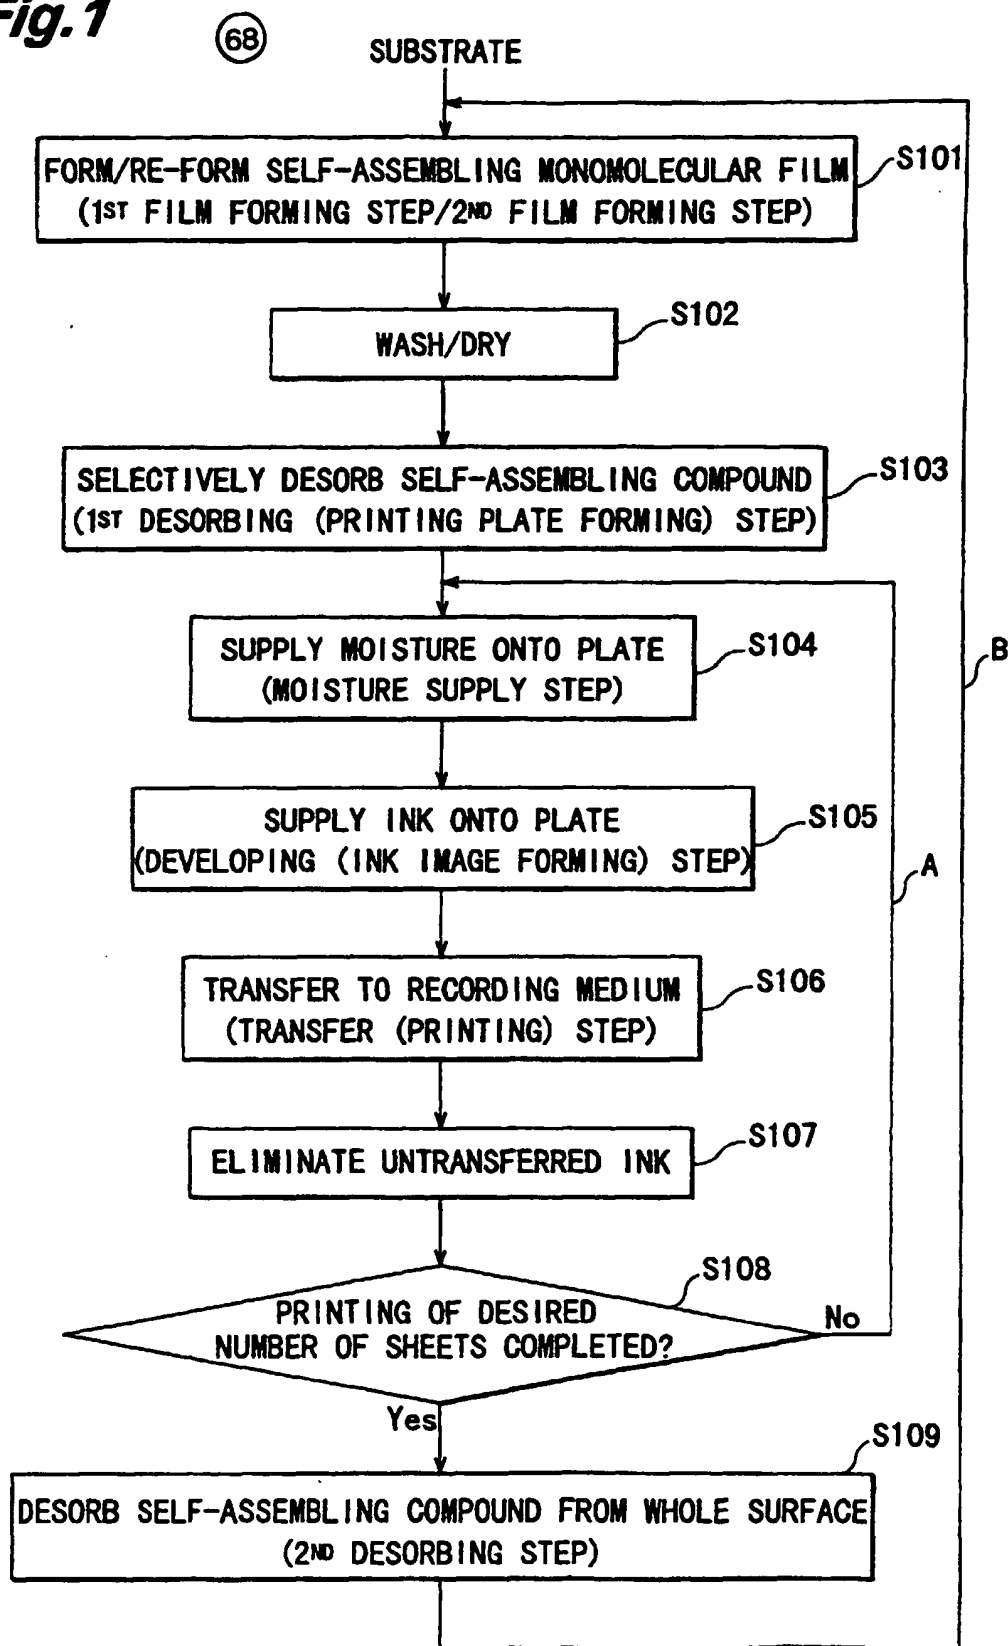 Fig.1
68
SUBSTRATE
FORM/RE-FORM SELF-ASSEMBLING MONOMOLECULAR FILM
(1ST FILM FORMING STEP/2ND FILM FORMING STEP)
S101
WASH/DRY
S102
SELECTIVELY DESORB SELF-ASSEMBLING COMPOUND
(1ST DESORBING (PRINTING PLATE FORMING) STEP)
S103
SUPPLY MOISTURE ONTO PLATE
(MOISTURE SUPPLY STEP)
S104
B
SUPPLY INK ONTO PLATE
(DEVELOPING (INK IMAGE FORMING) STEP)
S105
A
TRANSFER TO RECORDING MEDIUM
(TRANSFER (PRINTING) STEP)
S106
ELIMINATE UNTRANSFERRED INK
S107
S108
PRINTING OF DESIRED
NUMBER OF SHEETS COMPLETED?
No
Yes
S109
DESORB SELF-ASSEMBLING COMPOUND FROM WHOLE SURFACE
(2ND DESORBING STEP)